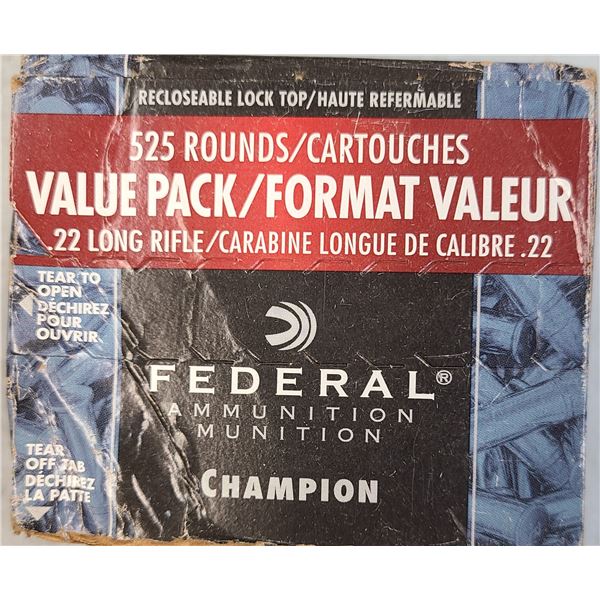 RECLOSEABLE LOCK TOP/HAUTE REFERMABLE
525 ROUNDS/CARTOUCHES
VALUE PACK/FORMAT VALEUR
.22 LONG RIFLE/CARABINE LONGUE DE CALIBRE .22
TEAR TO
OPEN
DÉCHIREZ
POUR
OUVRIR
FEDERAL®
AMMUNITION
MUNITION
CHAMPION
TEAR
OFF TAB
DÉCHIREZ
LA PATTE